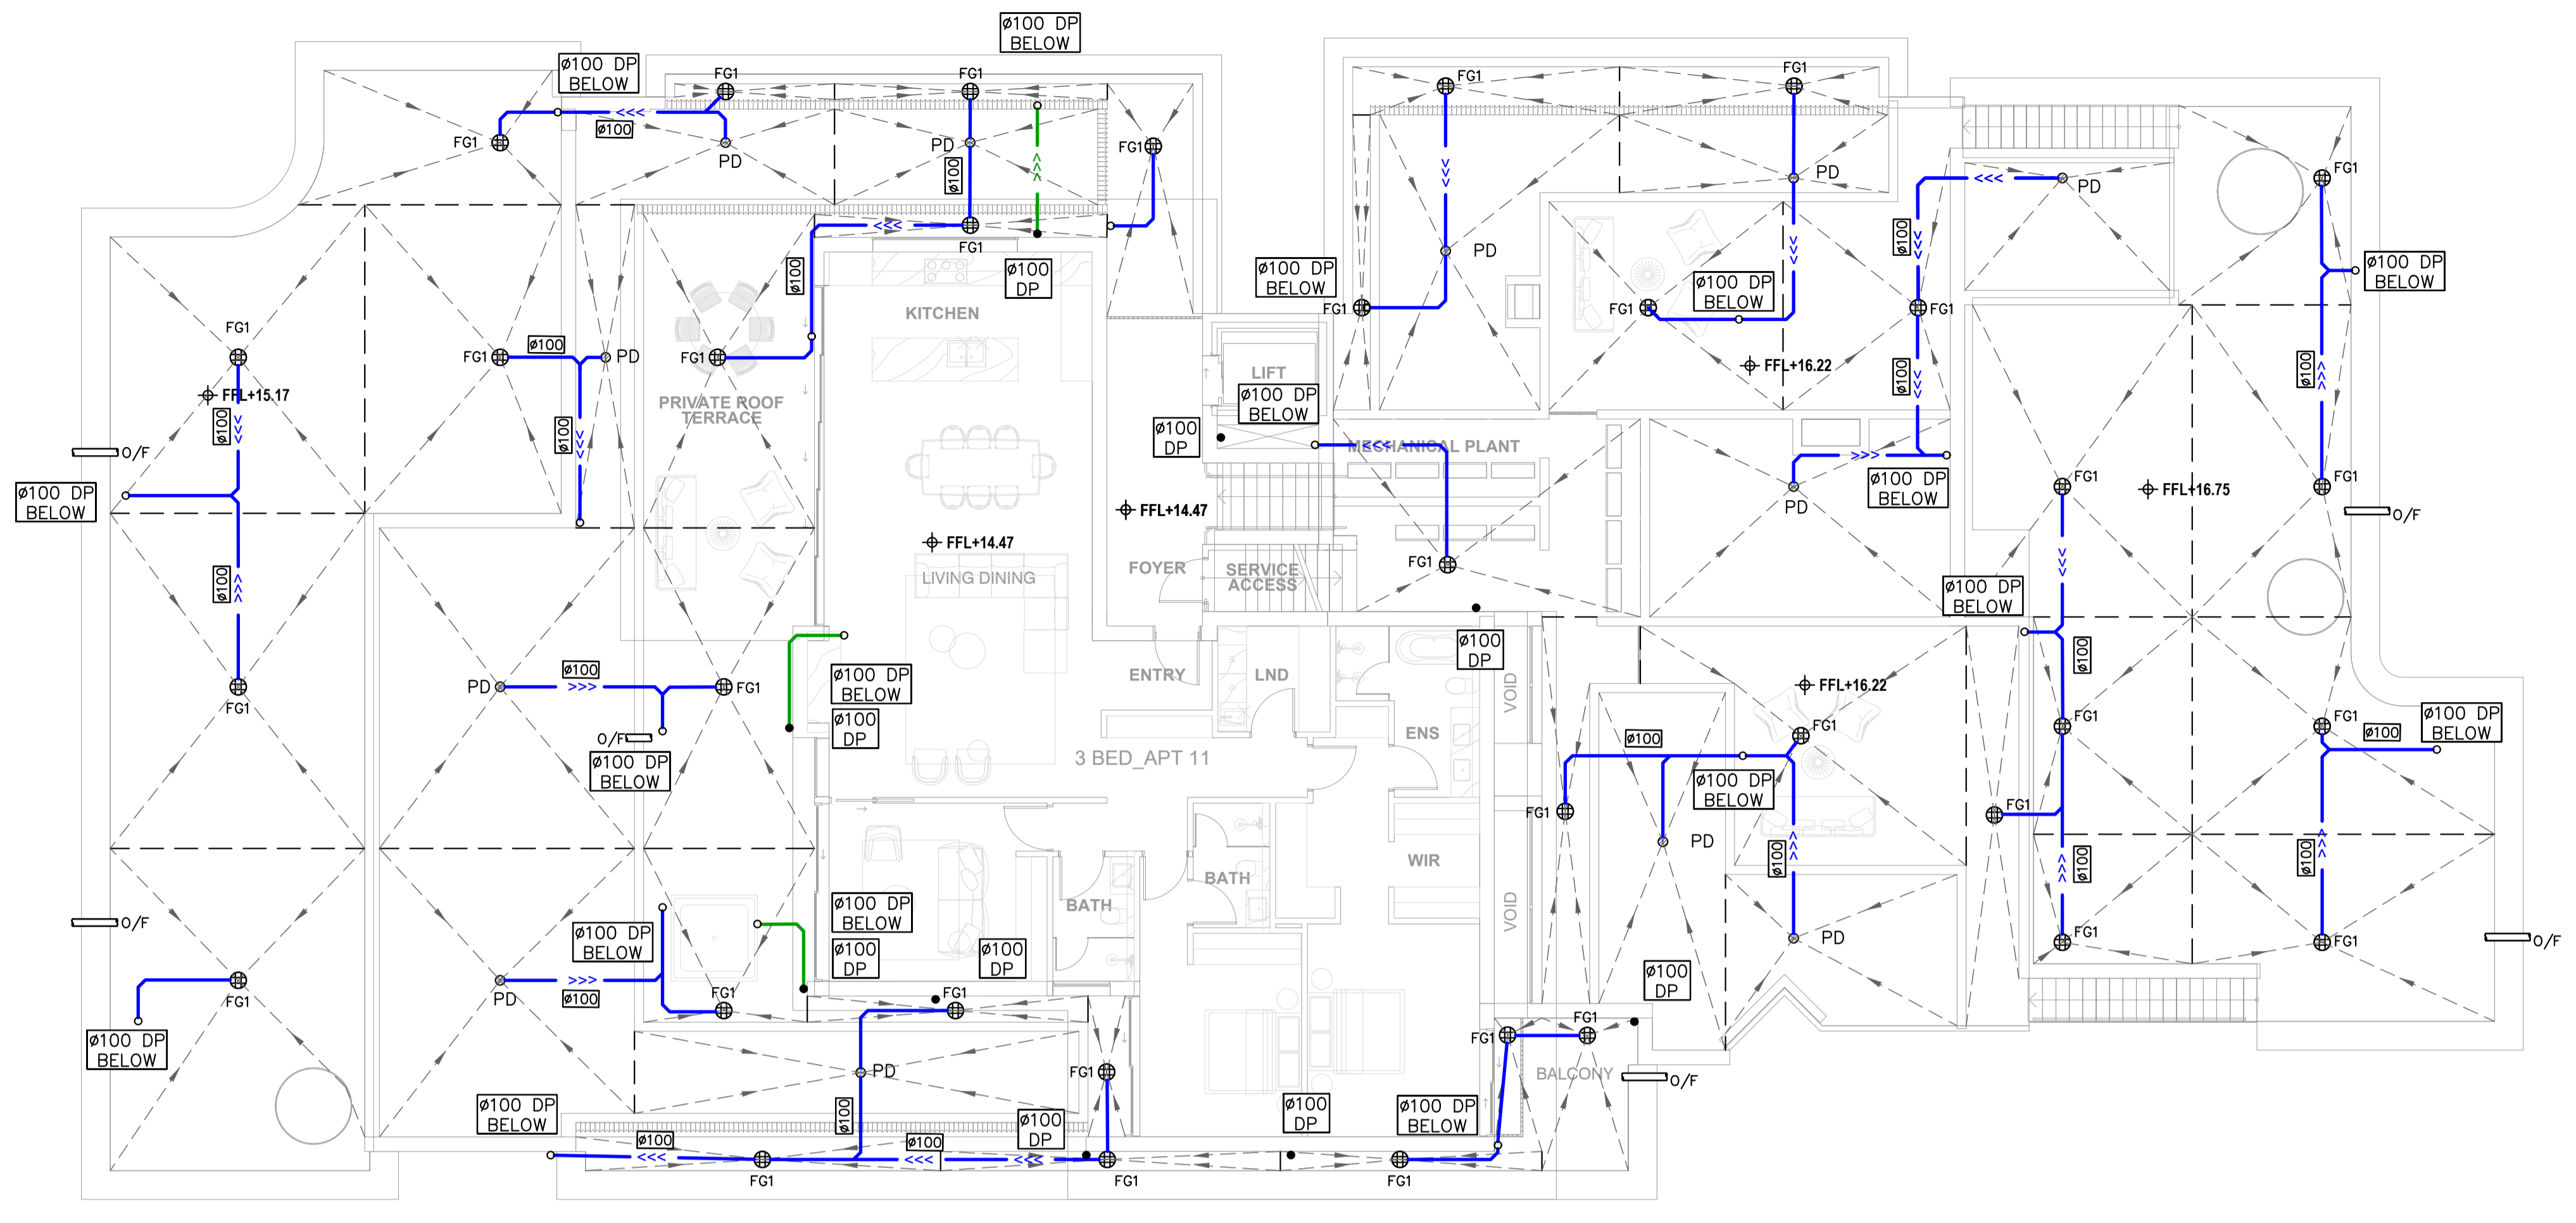 ø100 DP
BELOW
ø100 DP
BELOW
FG1
FG1
FG1
FG1
ø100
FG1
PD
PD
ø100
FG1
PD
PD
FG1
ø100 DP
BELOW
FG1
ø100
ø100
DP
ø100 DP
BELOW
ø100
ø100 DP
BELOW
FG1
FG1
ø100 DP
BELOW
KITCHEN
FG1
FG1
ø100
PD
FG1
FFL+16.22
LIFT
ø100
ø100
FFL+15.17
PRIVATE ROOF
TERRACE
ø100 DP
BELOW
ø100
ø100
ø100
DP
MECHANICAL PLANT
O/F
ø100 DP
BELOW
ø100 DP
BELOW
PD
FG1
FFL+16.75
FG1
FFL+14.47
O/F
FFL+14.47
LIVING DINING
FOYER
SERVICE
ACCESS
FG1
ø100
ø100 DP
BELOW
ø100
DP
ø100
ø100
ENTRY
LND
VOID
PD
FG1
FG1
ø100 DP
BELOW
FFL+16.22
ø100
DP
O/F
ENS
FG1
ø100
FG1
FG1
ø100
ø100 DP
BELOW
ø100 DP
BELOW
3 BED_APT 11
ø100 DP
BELOW
FG1
FG1
PD
ø100
ø100
ø100
WIR
BATH
BATH
VOID
ø100 DP
BELOW
O/F
ø100 DP
BELOW
ø100
DP
ø100
DP
PD
FG1
FG1
O/F
FG1
PD
ø100
FG1
FG1
ø100
DP
ø100 DP
BELOW
FG1
FG1
PD
FG1
BALCONY
O/F
ø100 DP
BELOW
ø100
ø100
DP
ø100
DP
ø100 DP
BELOW
ø100
ø100
FG1
FG1
FG1